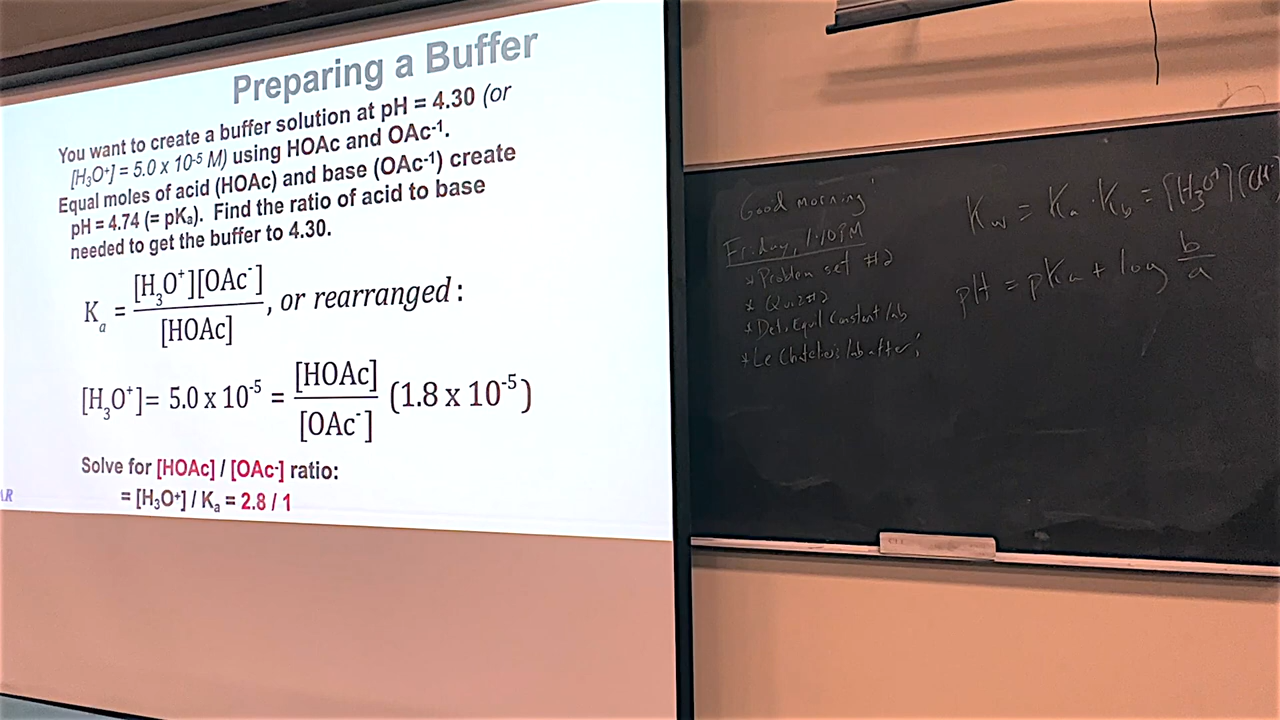 Preparing a Buffer
You want to create a buffer solution at pH = 4.30 (or
[H₃O⁺] = 5.0 x 10⁻⁵ M) using HOAc and OAc⁻¹.
Equal moles of acid (HOAc) and base (OAc⁻¹) create
pH = 4.74 (= pKₐ). Find the ratio of acid to base
needed to get the buffer to 4.30.
Kₐ = [H₃O⁺][OAc⁻] / [HOAc] , or rearranged :
[H₃O⁺]= 5.0 x 10⁻⁵ = [HOAc] / [OAc⁻] (1.8 x 10⁻⁵)
Solve for [HOAc] / [OAc-] ratio:
= [H₃O⁺] / Kₐ = 2.8 / 1
Good morning
Friday, 1:10PM
* Problem set #2
* Quiz #2
* Det. Equil Constant lab
* Le Chatelier's lab after
Kw = Kₐ · K_b = [H₃O⁺][OH⁻]
pH = pKa + log b/a